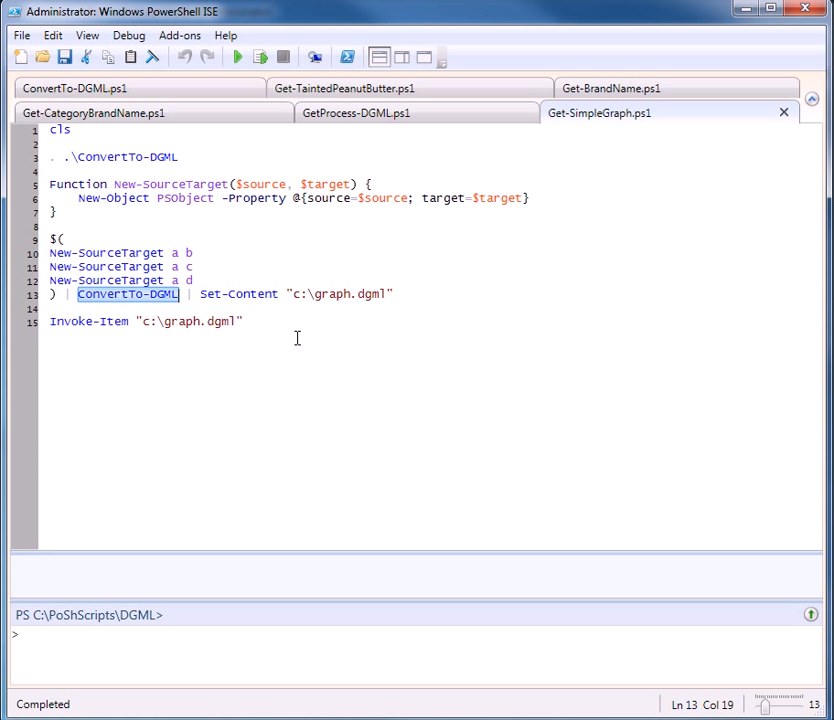 Administrator: Windows PowerShell ISE
File Edit View Debug Add-ons Help
ConvertTo-DGML.ps1 Get-TaintedPeanutButter.ps1 Get-BrandName.ps1
Get-CategoryBrandName.ps1 GetProcess-DGML.ps1 Get-SimpleGraph.ps1
1 cls
2
3 . .\ConvertTo-DGML
4
5 Function New-SourceTarget($source, $target) {
6 New-Object PSObject -Property @{source=$source; target=$target}
7 }
8
9 $(
10 New-SourceTarget a b
11 New-SourceTarget a c
12 New-SourceTarget a d
13 ) | ConvertTo-DGML | Set-Content "c:\graph.dgml"
14
15 Invoke-Item "c:\graph.dgml"
PS C:\PoShScripts\DGML>
>
Completed Ln 13 Col 19 13